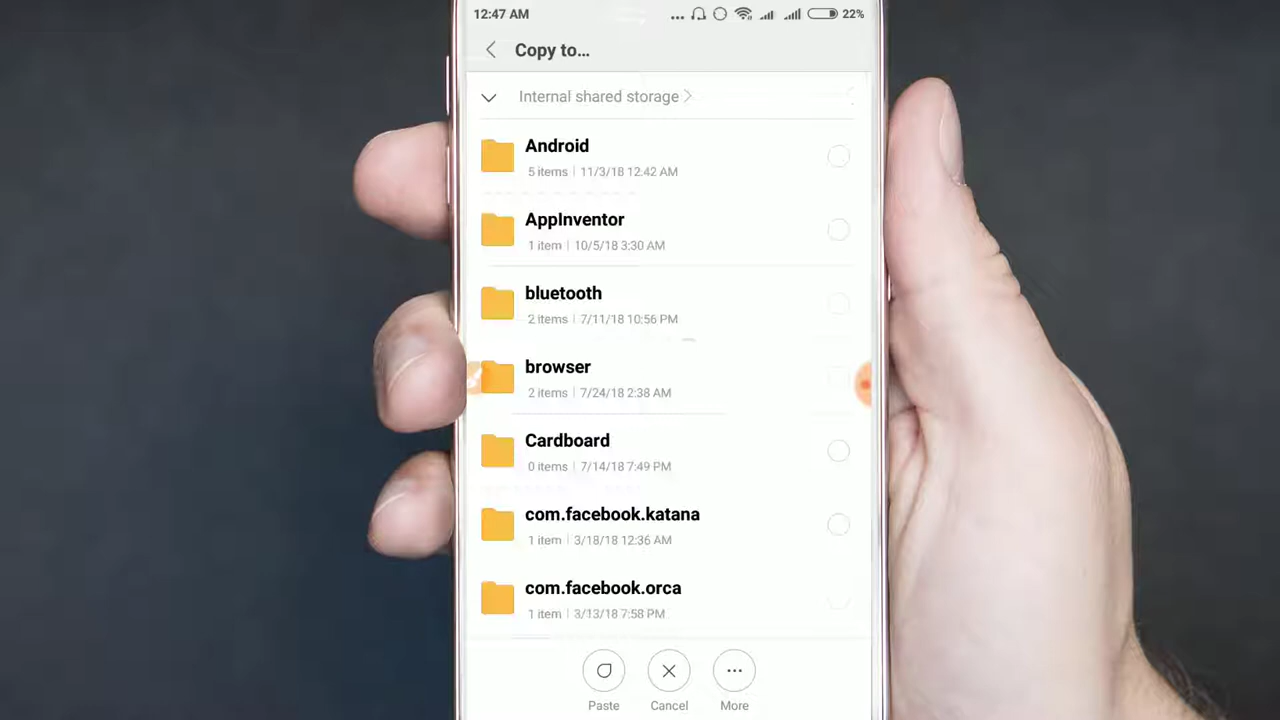 12:47 AM
22%
Copy to...
Internal shared storage
Android
5 items | 11/3/18 12.42 AM
AppInventor
1 item | 10/5/18 3:30 AM
bluetooth
2 items | 7/11/18 10:56 PM
browser
2 items | 7/24/18 2:38 AM
Cardboard
0 items | 7/14/18 7:49 PM
com.facebook.katana
1 item | 3/18/18 12:36 AM
com.facebook.orca
1 item | 3/13/18 7:58 PM
Paste
Cancel
More